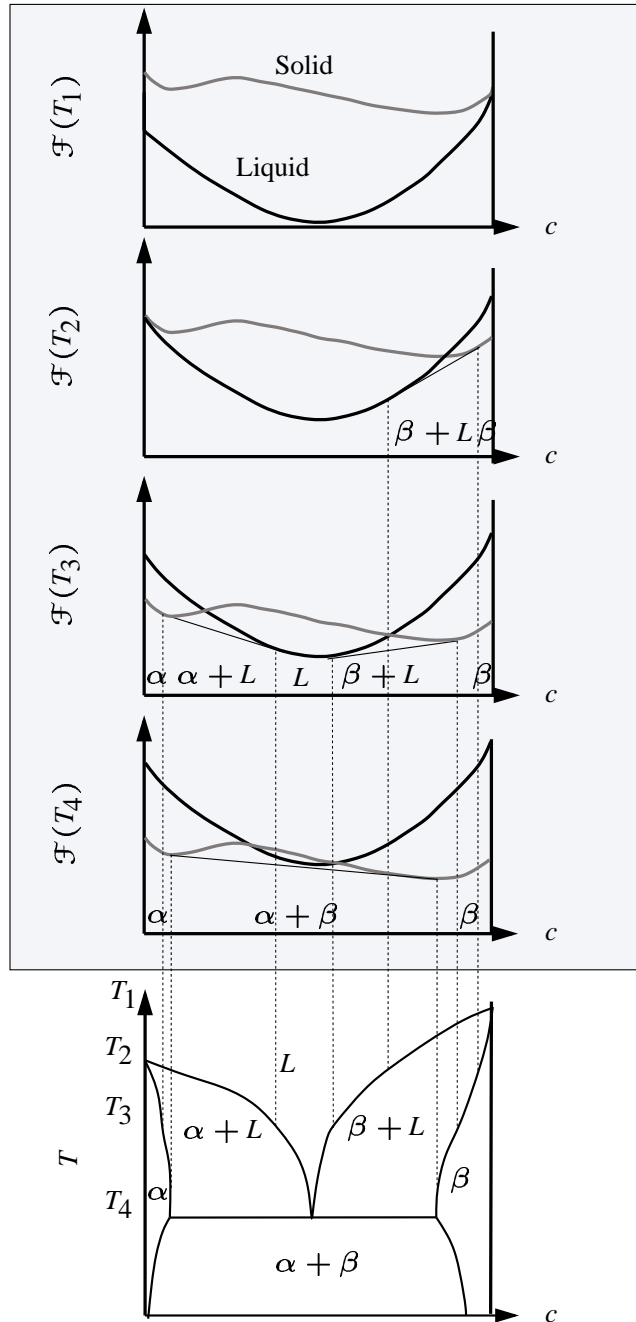 Solid
ℱ(T₁)
Liquid
c
ℱ(T₂)
β + L β
c
ℱ(T₃)
α α + L L β + L β
c
ℱ(T₄)
α α + β β
c
T₁
T₂ L
T₃
α + L β + L
T
α β
T₄
α + β
c